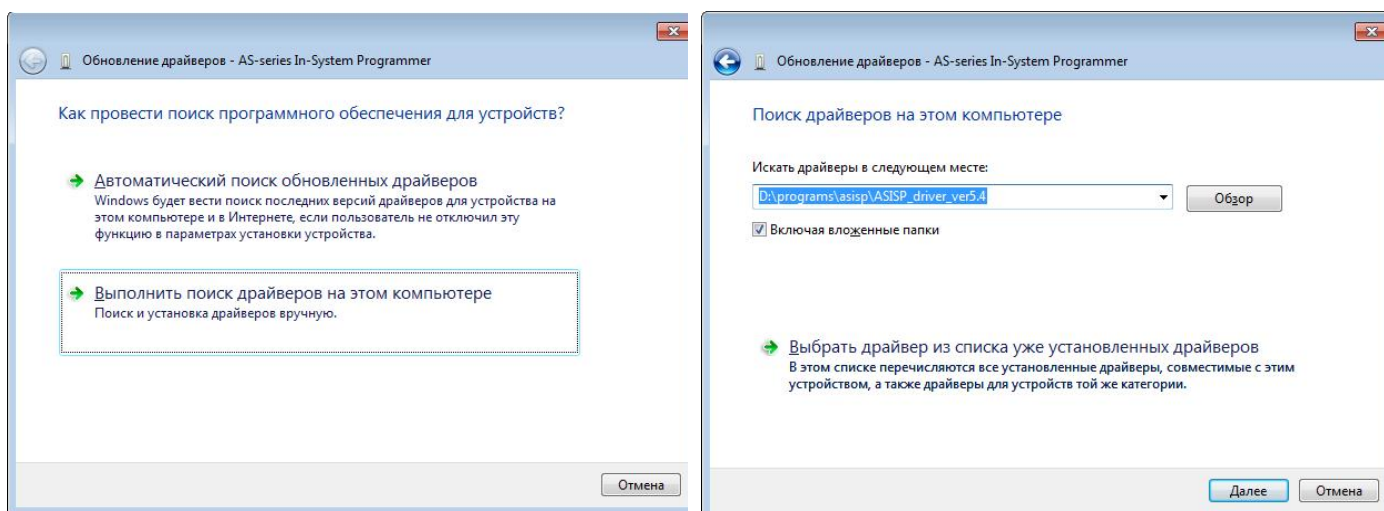 Обновление драйверов - AS-series In-System Programmer
Как провести поиск программного обеспечения для устройств?
Автоматический поиск обновленных драйверов
Windows будет вести поиск последних версий драйверов для устройства на
этом компьютере и в Интернете, если пользователь не отключил эту
функцию в параметрах установки устройства.
Выполнить поиск драйверов на этом компьютере
Поиск и установка драйверов вручную.
Отмена
Обновление драйверов - AS-series In-System Programmer
Поиск драйверов на этом компьютере
Искать драйверы в следующем месте:
D:\programs\asisp\ASISP_driver_ver5.4
Обзор
Включая вложенные папки
Выбрать драйвер из списка уже установленных драйверов
В этом списке перечисляются все установленные драйверы, совместимые с этим
устройством, а также драйверы для устройств той же категории.
Далее
Отмена